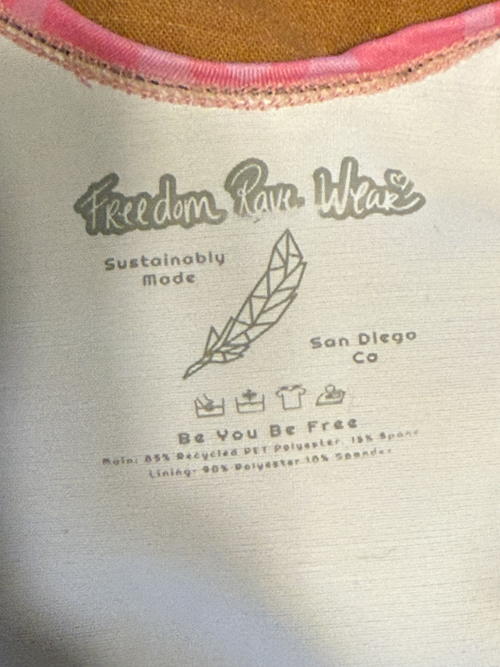 Freedom Rave Wear
Sustainably
Made
San Diego
Co
Be You Be Free
Main: 85% Recycled PET Polyester, 15% Span
Lining: 90% Polyester 10% Spandex